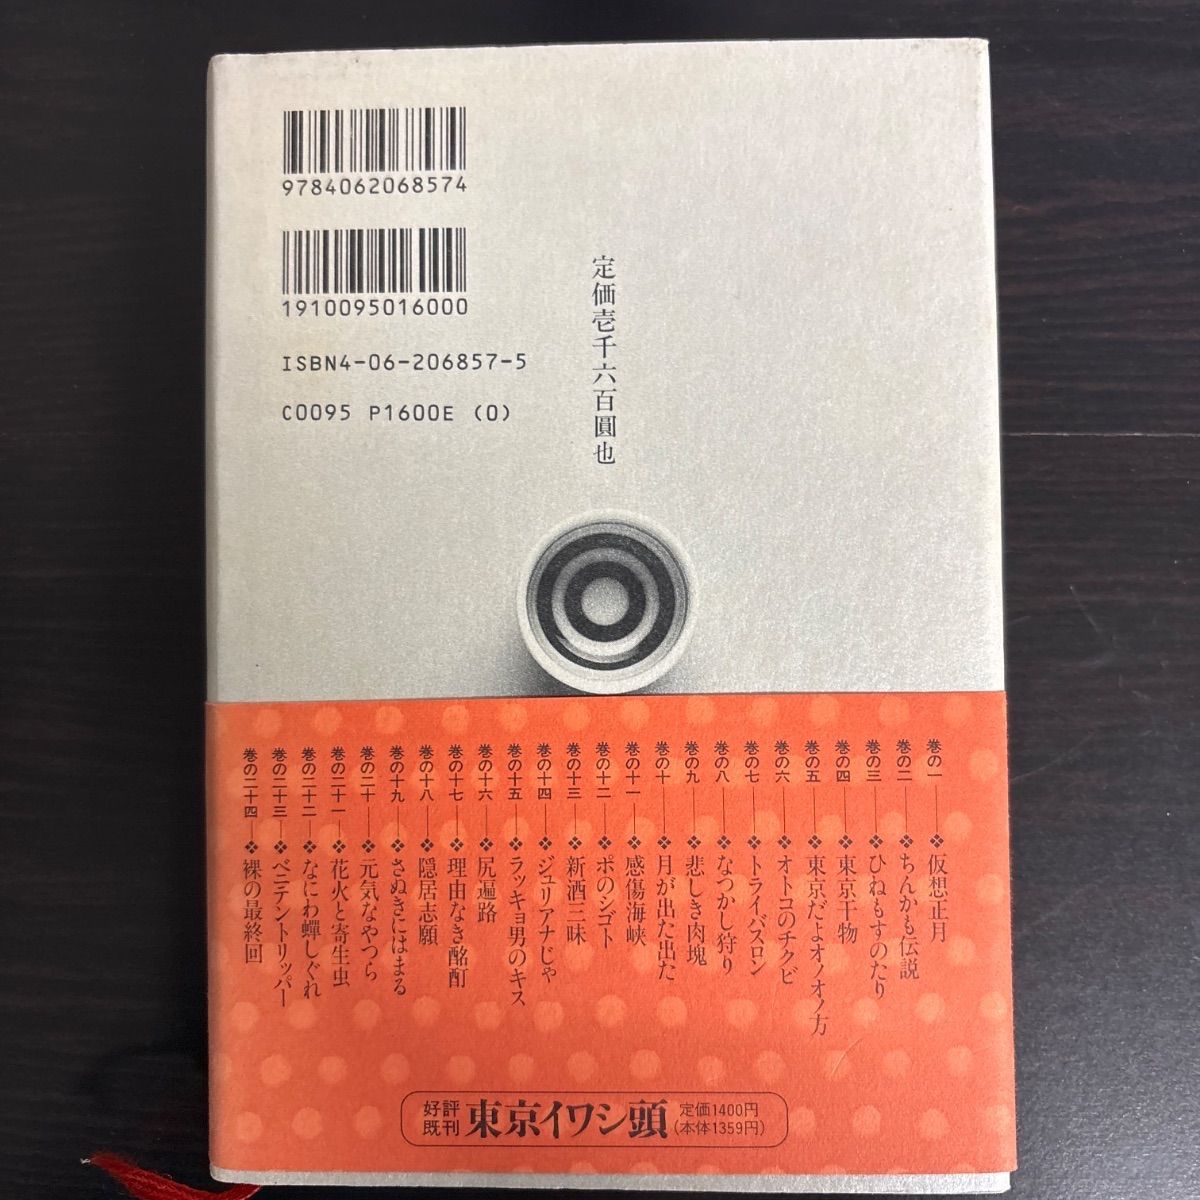 9784062068574
1910095016000
ISBN4-06-206857-5
C0095 P1600E (0)
定価壱千六百圓也
巻の一──❖仮想正月
巻の二──❖ちんかも伝説
巻の三──❖ひねもすのたり
巻の四──❖東京干物
巻の五──❖東京だよオノオノ方
巻の六──❖オトコのチクビ
巻の七──❖トライバスロン
巻の八──❖なつかし狩り
巻の九──❖悲しき肉塊
巻の十──❖月が出た出た
巻の十一──❖感傷海峡
巻の十二──❖ポのシゴト
巻の十三──❖新酒三昧
巻の十四──❖ジュリアナじゃ
巻の十五──❖ラッキョ男のキス
巻の十六──❖尻遍路
巻の十七──❖理由なき酩酊
巻の十八──❖隠居志願
巻の十九──❖さぬきにはまる
巻の二十──❖元気なやつら
巻の二十一──❖花火と寄生虫
巻の二十二──❖なにわ蟬しぐれ
巻の二十三──❖ベニテントリッパー
巻の二十四──❖裸の最終回
好評既刊 東京イワシ頭 定価1400円(本体1359円)